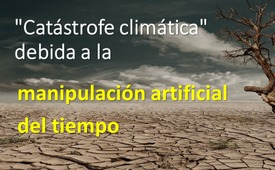 "Catástrofe climática"
debida a la
manipulación artificial
del tiempo